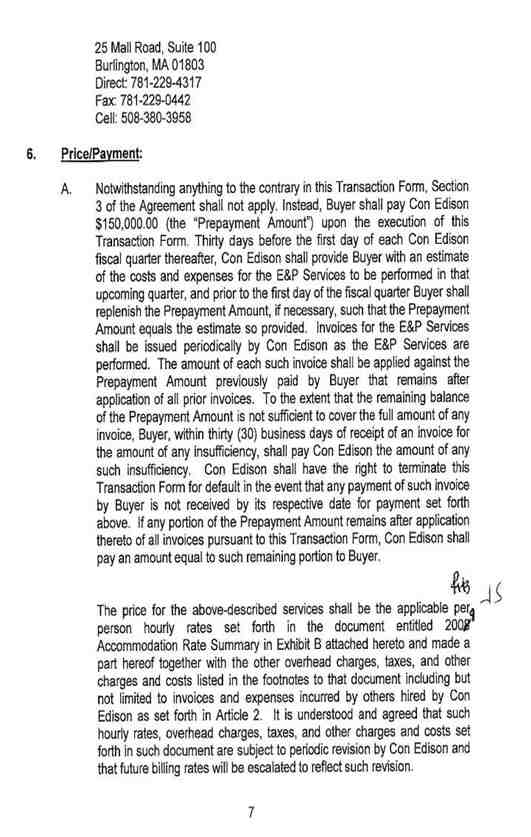 25 Mall Road, Suite 100
Burlington, MA 01803
Direct: 781-229-4317
Fax: 781-229-0442
Cell: 508-380-3958
6. Price/Payment:
A. Notwithstanding anything to the contrary in this Transaction Form, Section
3 of the Agreement shall not apply. Instead, Buyer shall pay Con Edison
$150,000.00 (the "Prepayment Amount") upon the execution of this
Transaction Form. Thirty days before the first day of each Con Edison
fiscal quarter thereafter, Con Edison shall provide Buyer with an estimate
of the costs and expenses for the E&P Services to be performed in that
upcoming quarter, and prior to the first day of the fiscal quarter Buyer shall
replenish the Prepayment Amount, if necessary, such that the Prepayment
Amount equals the estimate so provided. Invoices for the E&P Services
shall be issued periodically by Con Edison as the E&P Services are
performed. The amount of each such invoice shall be applied against the
Prepayment Amount previously paid by Buyer that remains after
application of all prior invoices. To the extent that the remaining balance
of the Prepayment Amount is not sufficient to cover the full amount of any
invoice, Buyer, within thirty (30) business days of receipt of an invoice for
the amount of any insufficiency, shall pay Con Edison the amount of any
such insufficiency. Con Edison shall have the right to terminate this
Transaction Form for default in the event that any payment of such invoice
by Buyer is not received by its respective date for payment set forth
above. If any portion of the Prepayment Amount remains after application
thereto of all invoices pursuant to this Transaction Form, Con Edison shall
pay an amount equal to such remaining portion to Buyer.
The price for the above-described services shall be the applicable per
person hourly rates set forth in the document entitled 2009
Accommodation Rate Summary in Exhibit B attached hereto and made a
part hereof together with the other overhead charges, taxes, and other
charges and costs listed in the footnotes to that document including but
not limited to invoices and expenses incurred by others hired by Con
Edison as set forth in Article 2. It is understood and agreed that such
hourly rates, overhead charges, taxes, and other charges and costs set
forth in such document are subject to periodic revision by Con Edison and
that future billing rates will be escalated to reflect such revision.
7